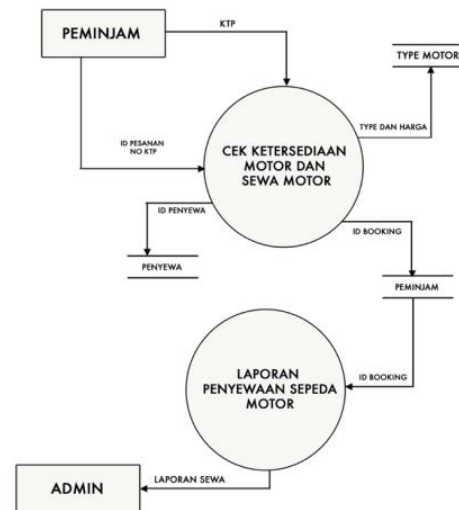 PEMINJAM
KTP
TYPE MOTOR
ID PESANAN
NO KTP
CEK KETERSEDIAAN
MOTOR DAN
SEWA MOTOR
TYPE DAN HARGA
ID PENYEWA
ID BOOKING
PENYEWA
PEMINJAM
LAPORAN
PENYEWAAN SEPEDA
MOTOR
ID BOOKING
ADMIN
LAPORAN SEWA